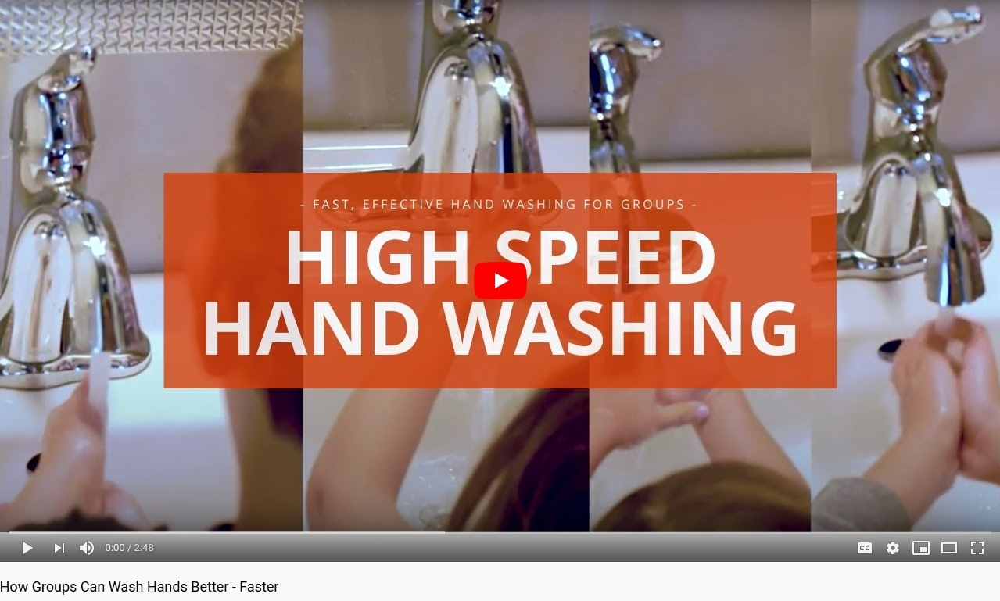 - FAST, EFFECTIVE HAND WASHING FOR GROUPS -
HIGH SPEED
HAND WASHING
0:00 / 2:48
CC
How Groups Can Wash Hands Better - Faster